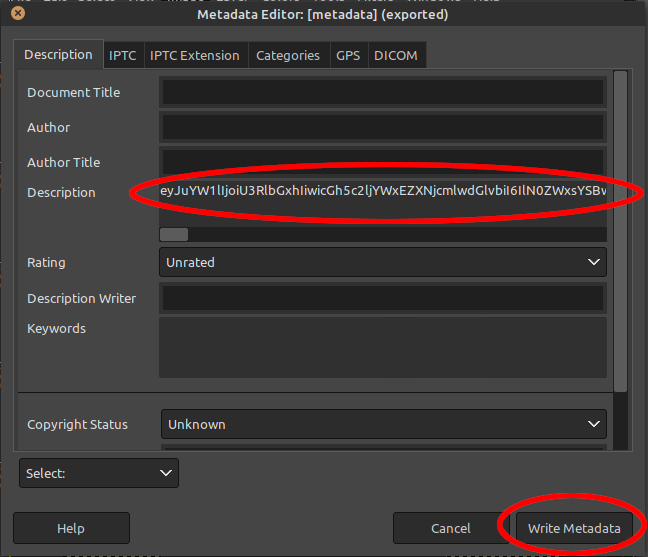 Metadata Editor: [metadata] (exported)
Description
IPTC
IPTC Extension
Categories
GPS
DICOM
Document Title
Author
Author Title
Description
eyJuYW1lIjoiU3RlbGxhIiwicGh5c2ljYWxEZXNjcmlwdGlvbiI6IlN0ZWxsYSBw
Rating
Unrated
Description Writer
Keywords
Copyright Status
Unknown
Select:
Help
Cancel
Write Metadata